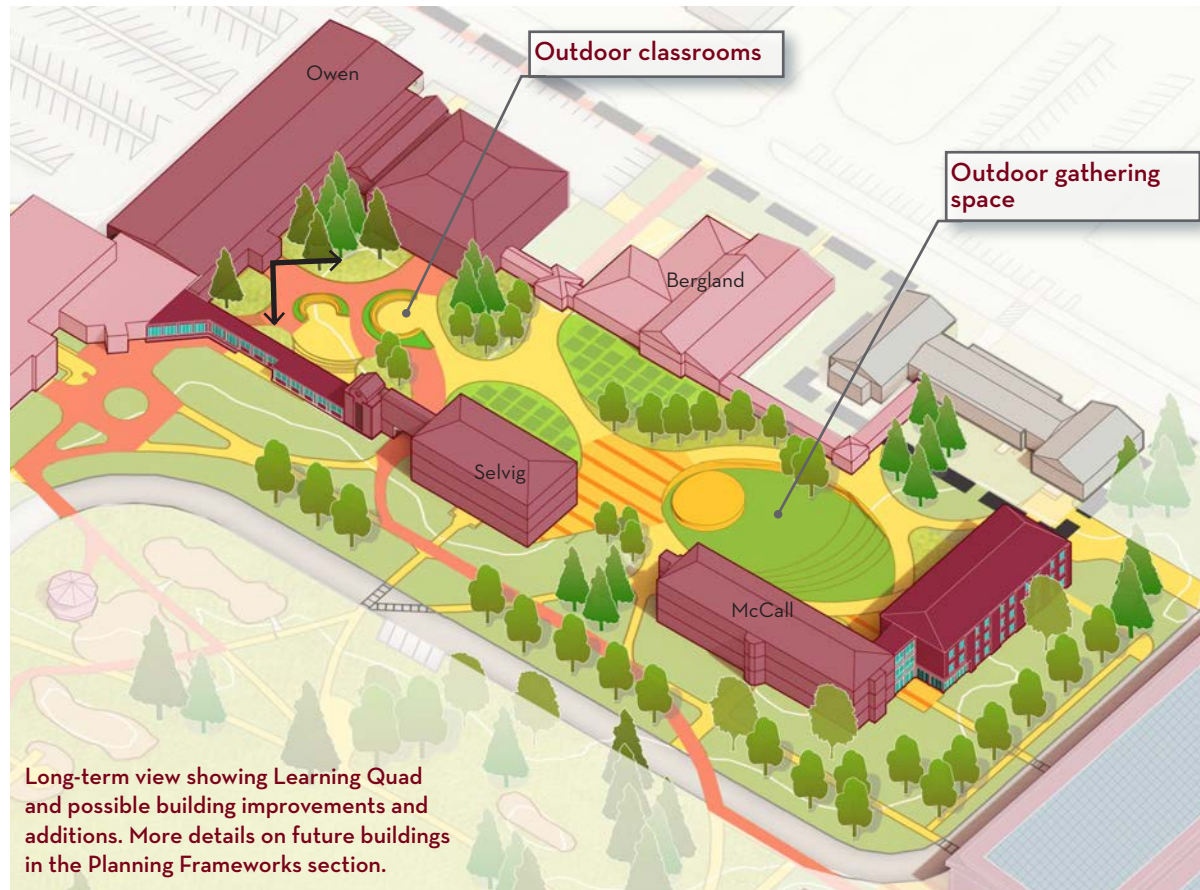 Outdoor classrooms
Owen
Outdoor gathering
space
Bergland
Selvig
McCall
Long-term view showing Learning Quad
and possible building improvements and
additions. More details on future buildings
in the Planning Frameworks section.